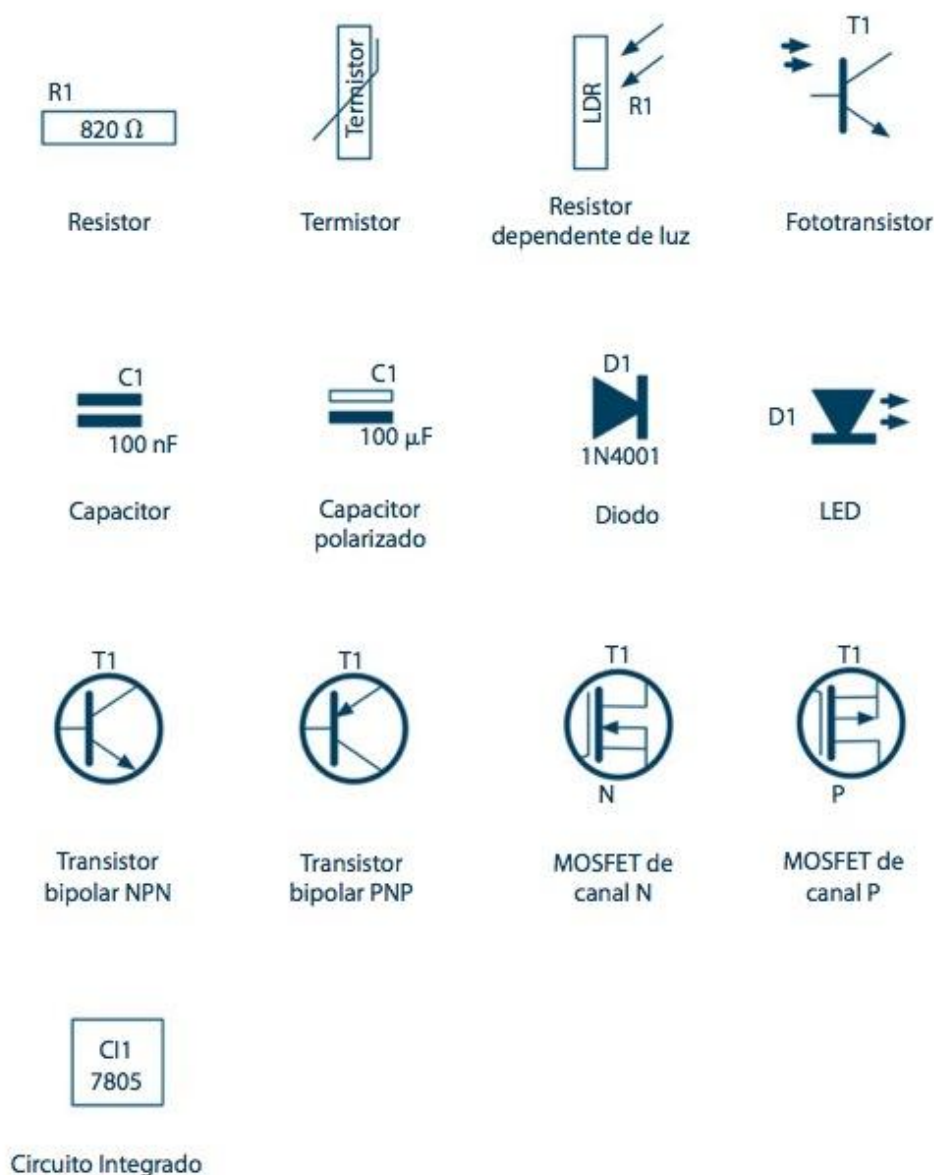 R1
820 Ω
Resistor
Termistor
Termistor
LDR
R1
Resistor
dependente de luz
T1
Fototransistor
C1
100 nF
Capacitor
C1
100 µF
Capacitor
polarizado
D1
1N4001
Diodo
D1
LED
T1
Transistor
bipolar NPN
T1
Transistor
bipolar PNP
T1
N
MOSFET de
canal N
T1
P
MOSFET de
canal P
CI1
7805
Circuito Integrado